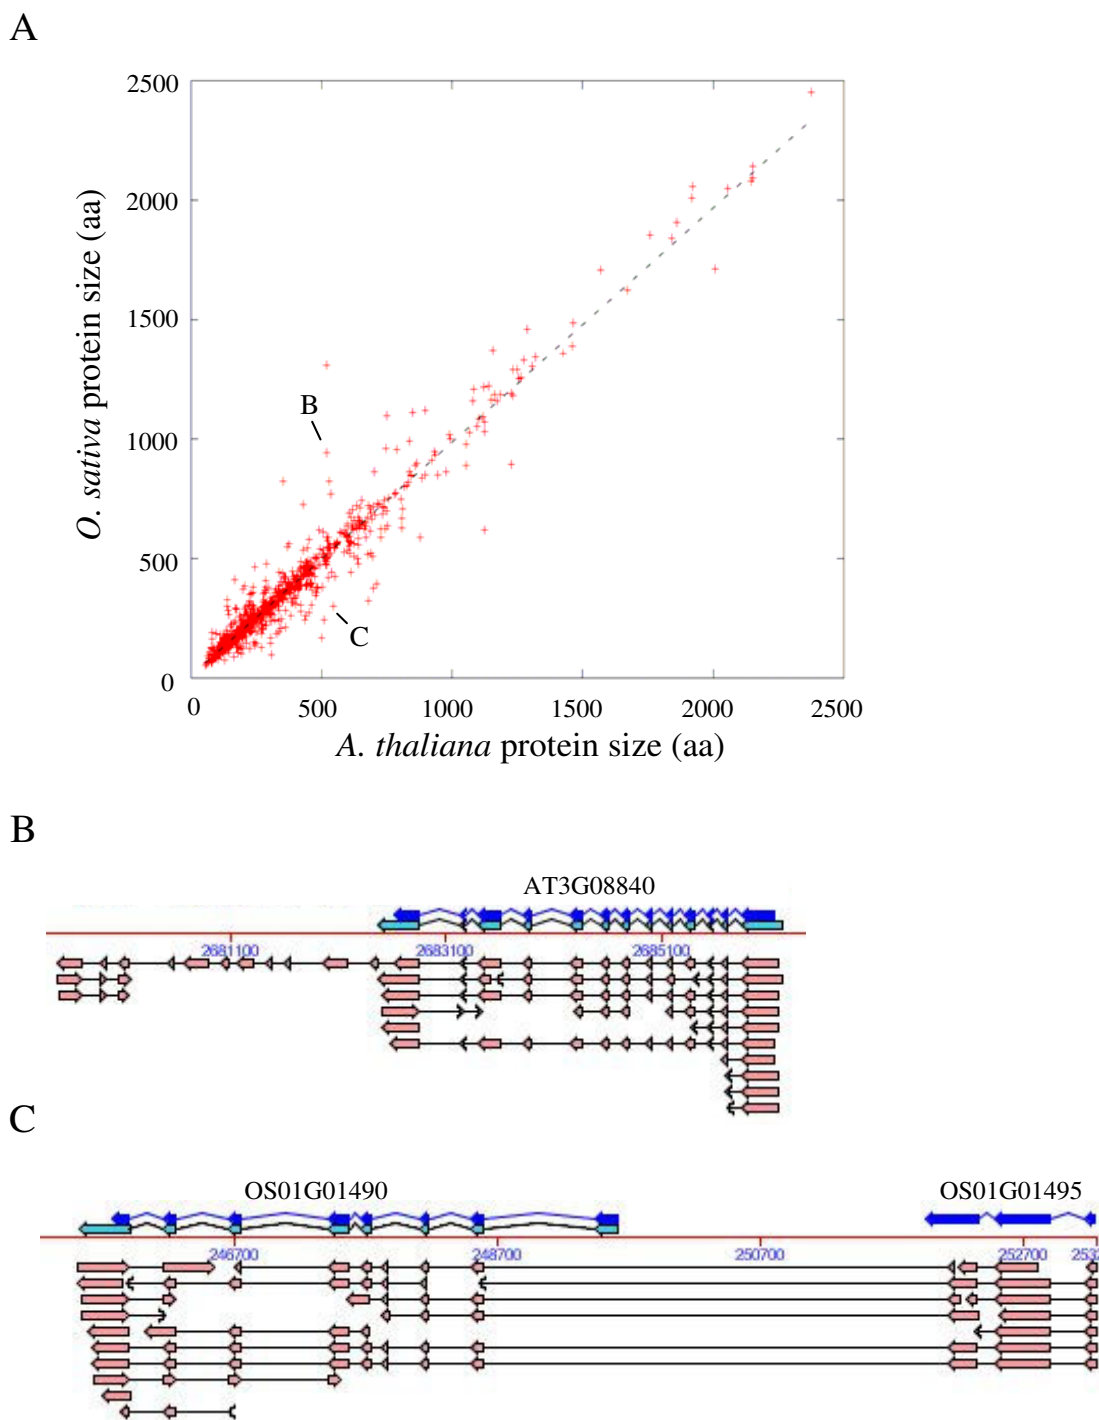 A
2500
2000
1500
1000
500
0
O. sativa protein size (aa)
B
C
0 500 1000 1500 2000 2500
A. thaliana protein size (aa)
B
AT3G08840
2681100 2683100 2685100
C
OS01G01490 OS01G01495
246700 248700 250700 252700 253